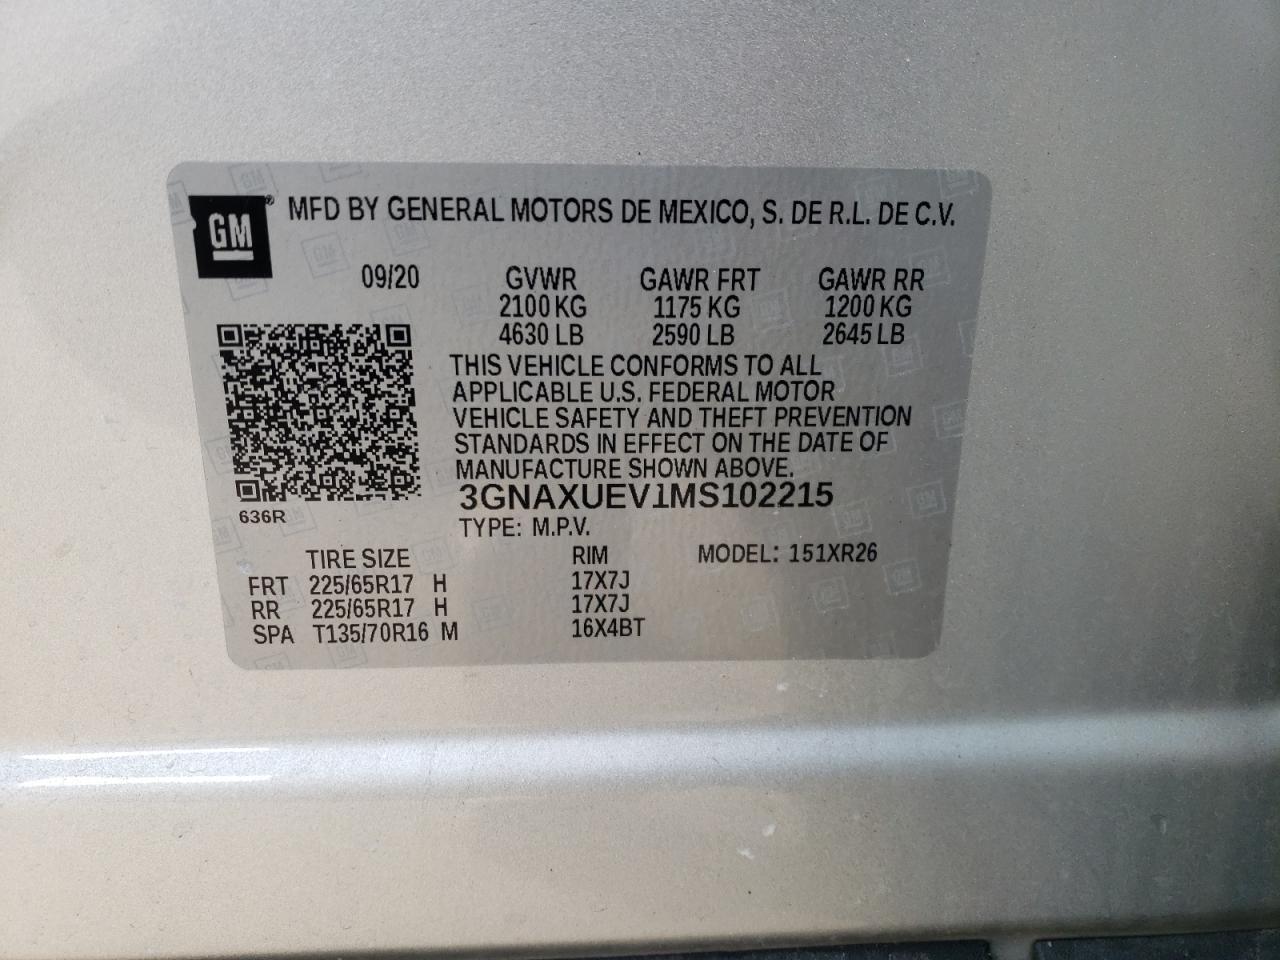 GM® MFD BY GENERAL MOTORS DE MEXICO, S. DE R.L. DE C.V.
09/20 GVWR GAWR FRT GAWR RR
2100 KG 1175 KG 1200 KG
4630 LB 2590 LB 2645 LB
THIS VEHICLE CONFORMS TO ALL
APPLICABLE U.S. FEDERAL MOTOR
VEHICLE SAFETY AND THEFT PREVENTION
STANDARDS IN EFFECT ON THE DATE OF
MANUFACTURE SHOWN ABOVE.
3GNAXUEV1MS102215
636R
TYPE: M.P.V.
TIRE SIZE RIM MODEL: 151XR26
FRT 225/65R17 H 17X7J
RR 225/65R17 H 17X7J
SPA T135/70R16 M 16X4BT